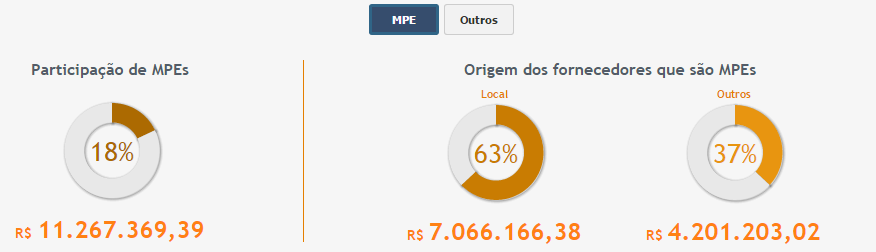 MPE
Outros
Participação de MPEs
18%
R$ 11.267.369,39
Origem dos fornecedores que são MPEs
Local
63%
R$ 7.066.166,38
Outros
37%
R$ 4.201.203,02